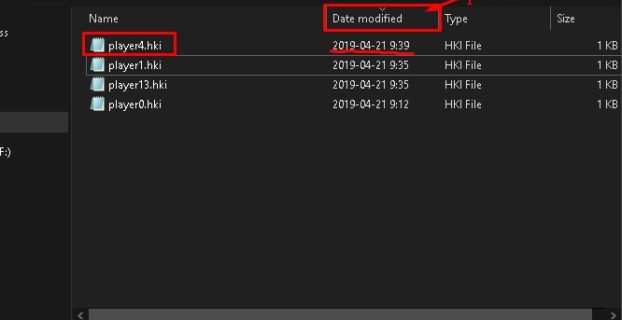 1
Name Date modified Type Size
ss
player4.hki 2019-04-21 9:39 HKI File 1 KB
player1.hki 2019-04-21 9:35 HKI File 1 KB
player13.hki 2019-04-21 9:35 HKI File 1 KB
player0.hki 2019-04-21 9:12 HKI File 1 KB
F:)